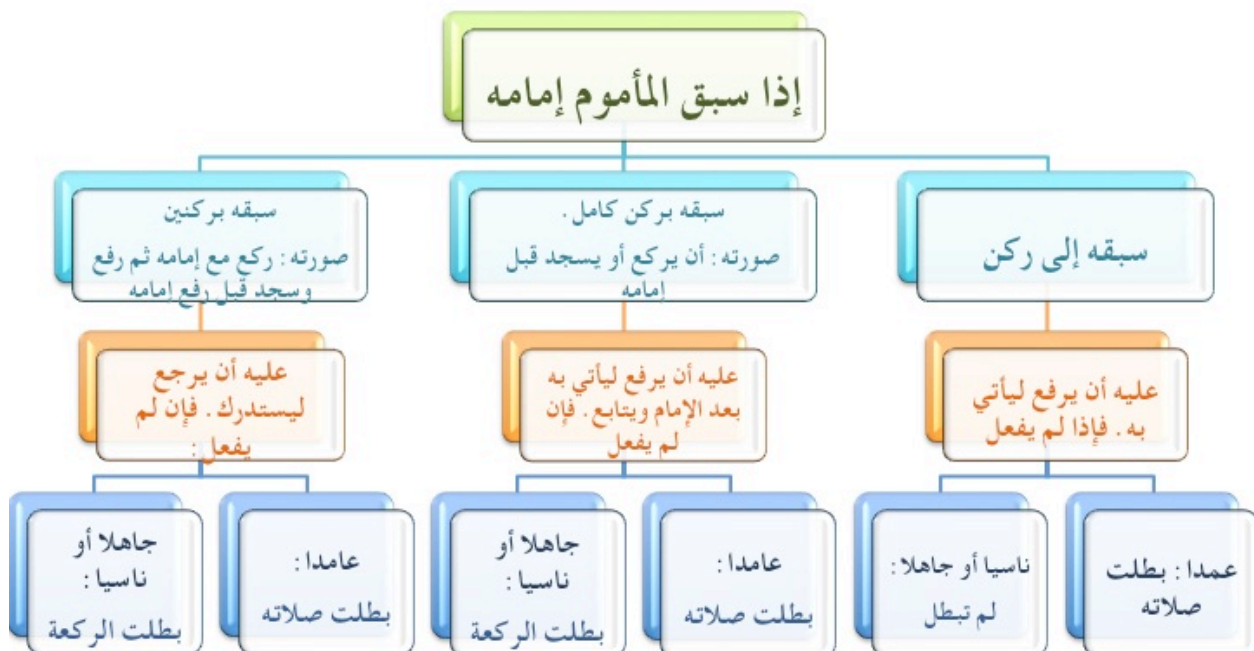 إذا سبق المأموم إمامه
سبقه إلى ركن
سبقه بركن كامل .
صورته : أن يركع أو يسجد قبل
إمامه
سبقه بركنين
صورته : ركع مع إمامه ثم رفع
وسجد قبل رفع إمامه
عليه أن يرفع ليأتي
به . فإذا لم يفعل
عليه أن يرفع ليأتي به
بعد الإمام ويتابع . فإن
لم يفعل
عليه أن يرجع
ليستدرك . فإن لم
يفعل :
عمدا : بطلت
صلاته
ناسيا أو جاهلا :
لم تبطل
عامدا :
بطلت صلاته
جاهلا أو
ناسيا :
بطلت الركعة
عامدا :
بطلت صلاته
جاهلا أو
ناسيا :
بطلت الركعة